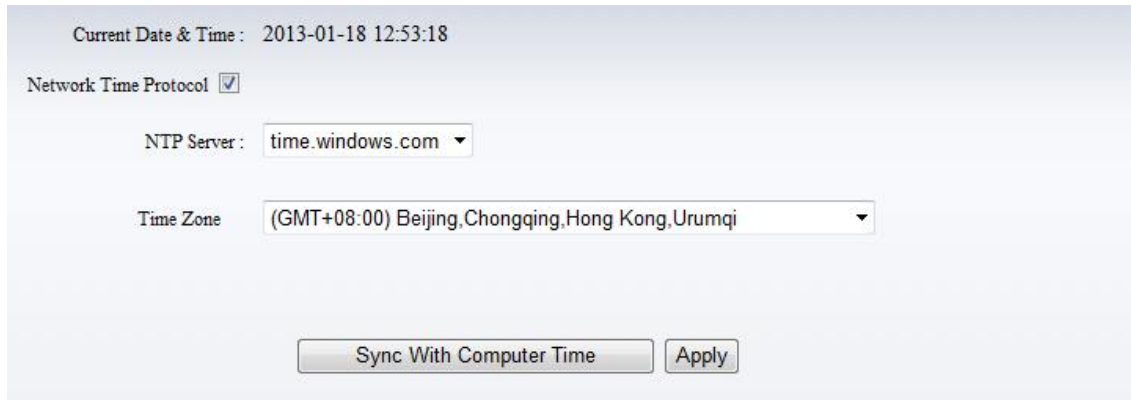 Current Date & Time : 2013-01-18 12:53:18
Network Time Protocol
NTP Server : time.windows.com
Time Zone (GMT+08:00) Beijing,Chongqing,Hong Kong,Urumqi
Sync With Computer Time Apply